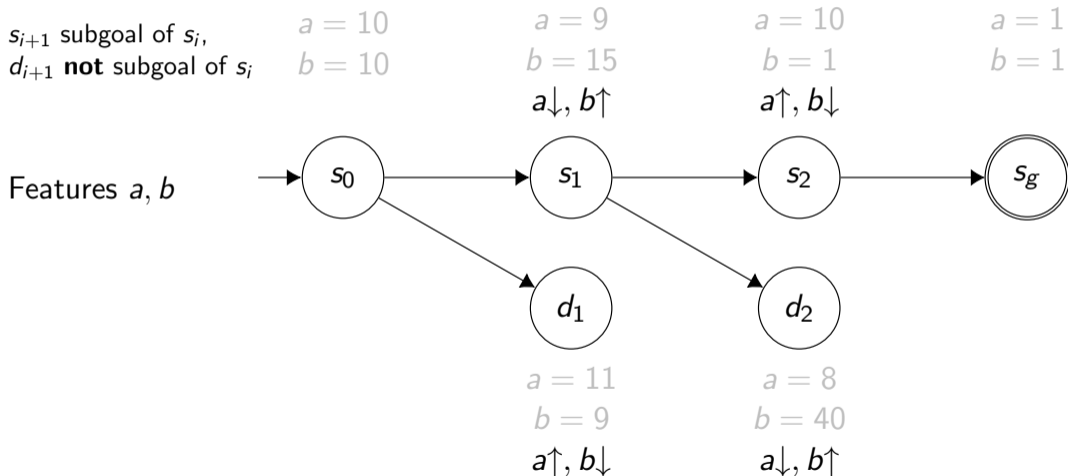 s_{i+1} subgoal of s_i,
d_{i+1} not subgoal of s_i
a = 10
b = 10
a = 9
b = 15
a↓, b↑
a = 10
b = 1
a↑, b↓
a = 1
b = 1
Features a, b
s_0
s_1
s_2
s_g
d_1
d_2
a = 11
b = 9
a↑, b↓
a = 8
b = 40
a↓, b↑